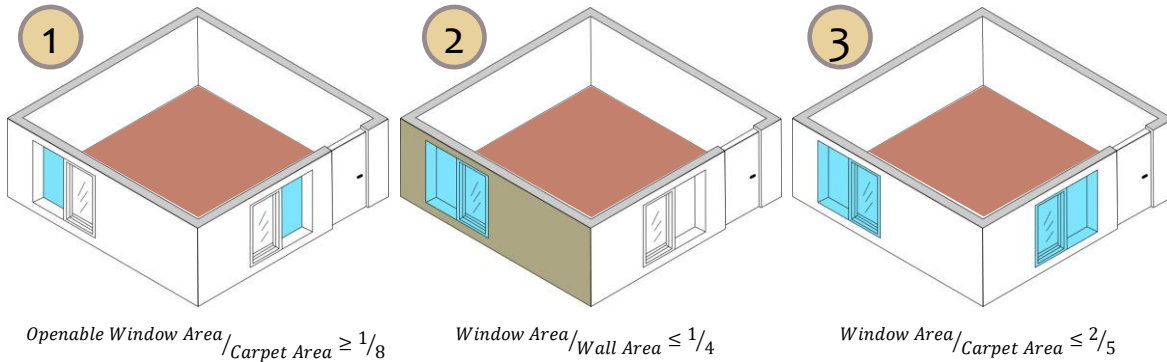 1
2
3
Openable Window Area/Carpet Area ≥ 1/8
Window Area/Wall Area ≤ 1/4
Window Area/Carpet Area ≤ 2/5